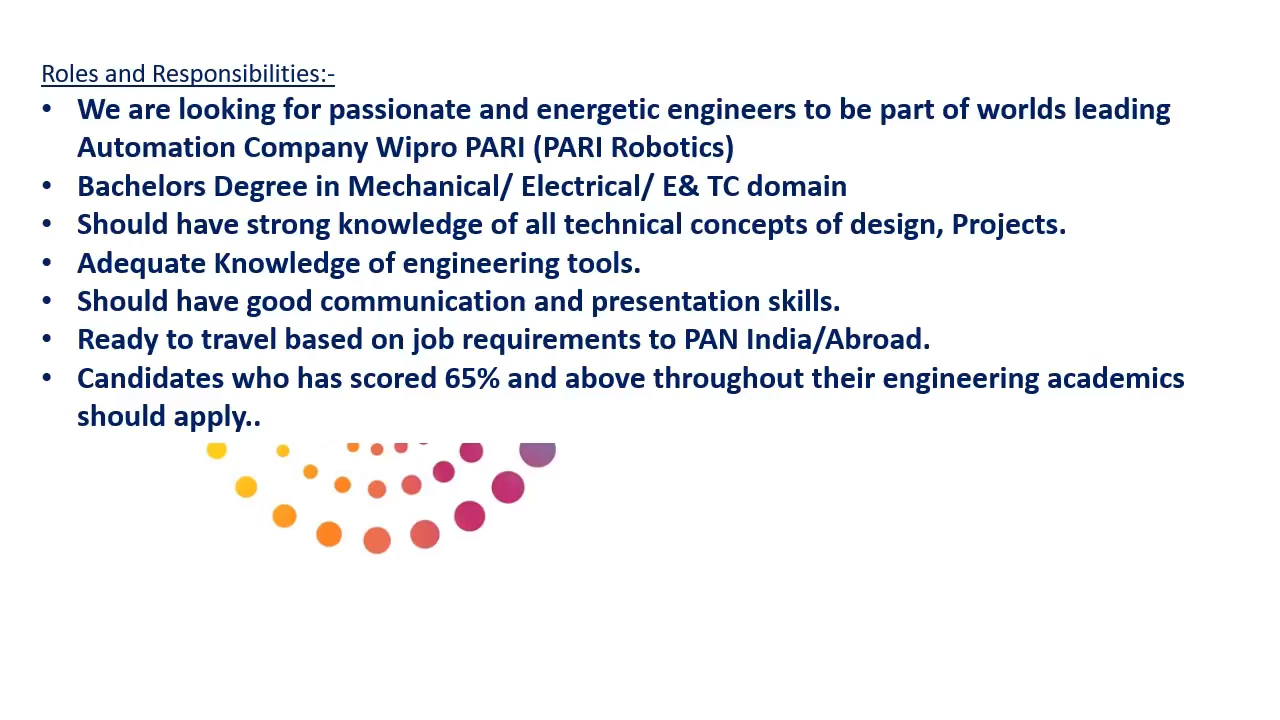 Roles and Responsibilities:-
• We are looking for passionate and energetic engineers to be part of worlds leading
Automation Company Wipro PARI (PARI Robotics)
• Bachelors Degree in Mechanical/ Electrical/ E& TC domain
• Should have strong knowledge of all technical concepts of design, Projects.
• Adequate Knowledge of engineering tools.
• Should have good communication and presentation skills.
• Ready to travel based on job requirements to PAN India/Abroad.
• Candidates who has scored 65% and above throughout their engineering academics
should apply..